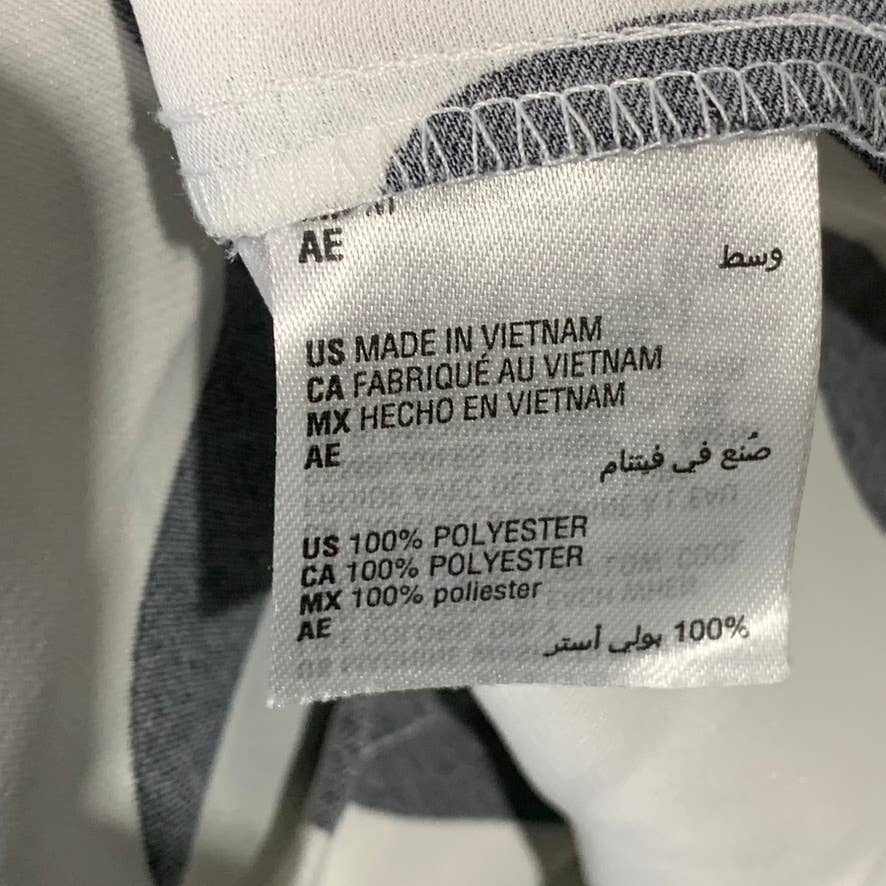 AE وسط
US MADE IN VIETNAM
CA FABRIQUÉ AU VIETNAM
MX HECHO EN VIETNAM
AE صُنع في فيتنام
US 100% POLYESTER
CA 100% POLYESTER
MX 100% poliester
AE 100% بولي أستر